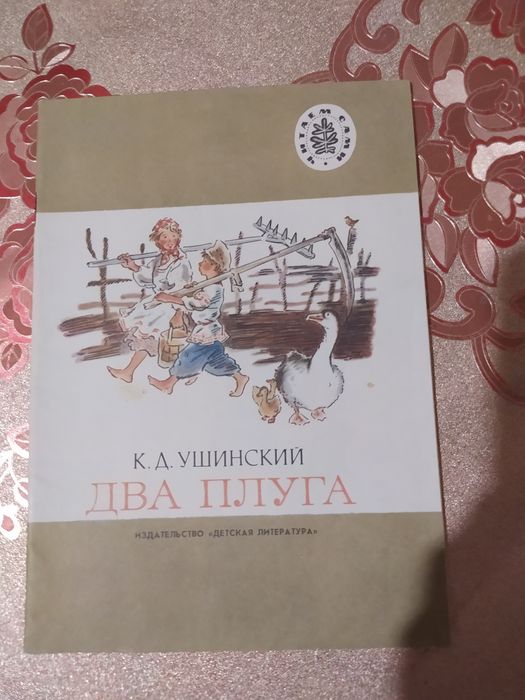 ЧИТАЕМ САМИ
К. Д. УШИНСКИЙ
ДВА ПЛУГА
ИЗДАТЕЛЬСТВО «ДЕТСКАЯ ЛИТЕРАТУРА»